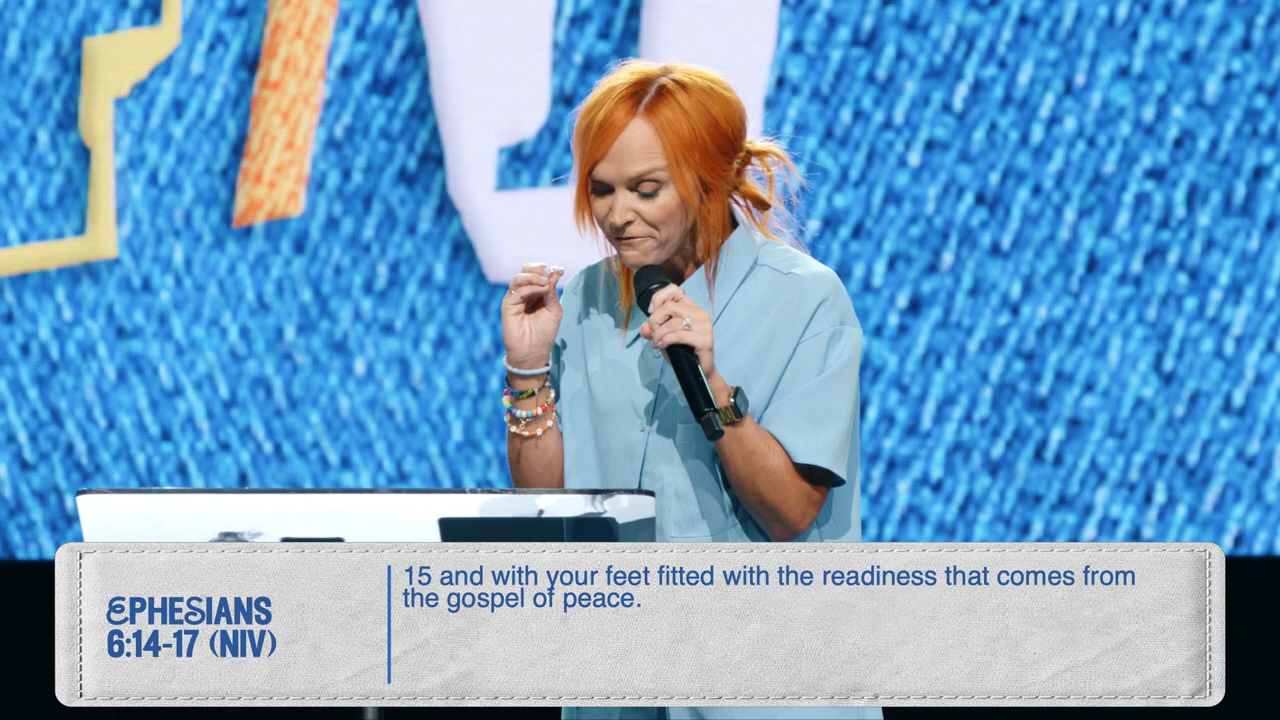 EPHESIANS
6:14-17 (NIV)
15 and with your feet fitted with the readiness that comes from
the gospel of peace.